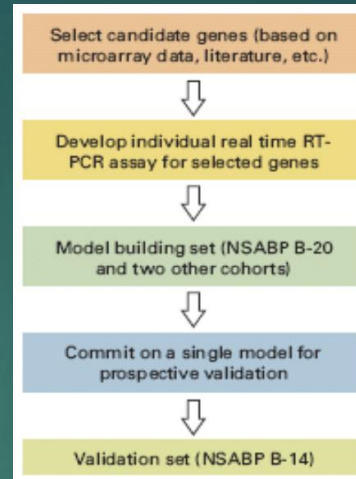 Select candidate genes (based on
microarray data, literature, etc.)
Develop individual real time RT-
PCR assay for selected genes
Model building set (NSABP B-20
and two other cohorts)
Commit on a single model for
prospective validation
Validation set (NSABP B-14)